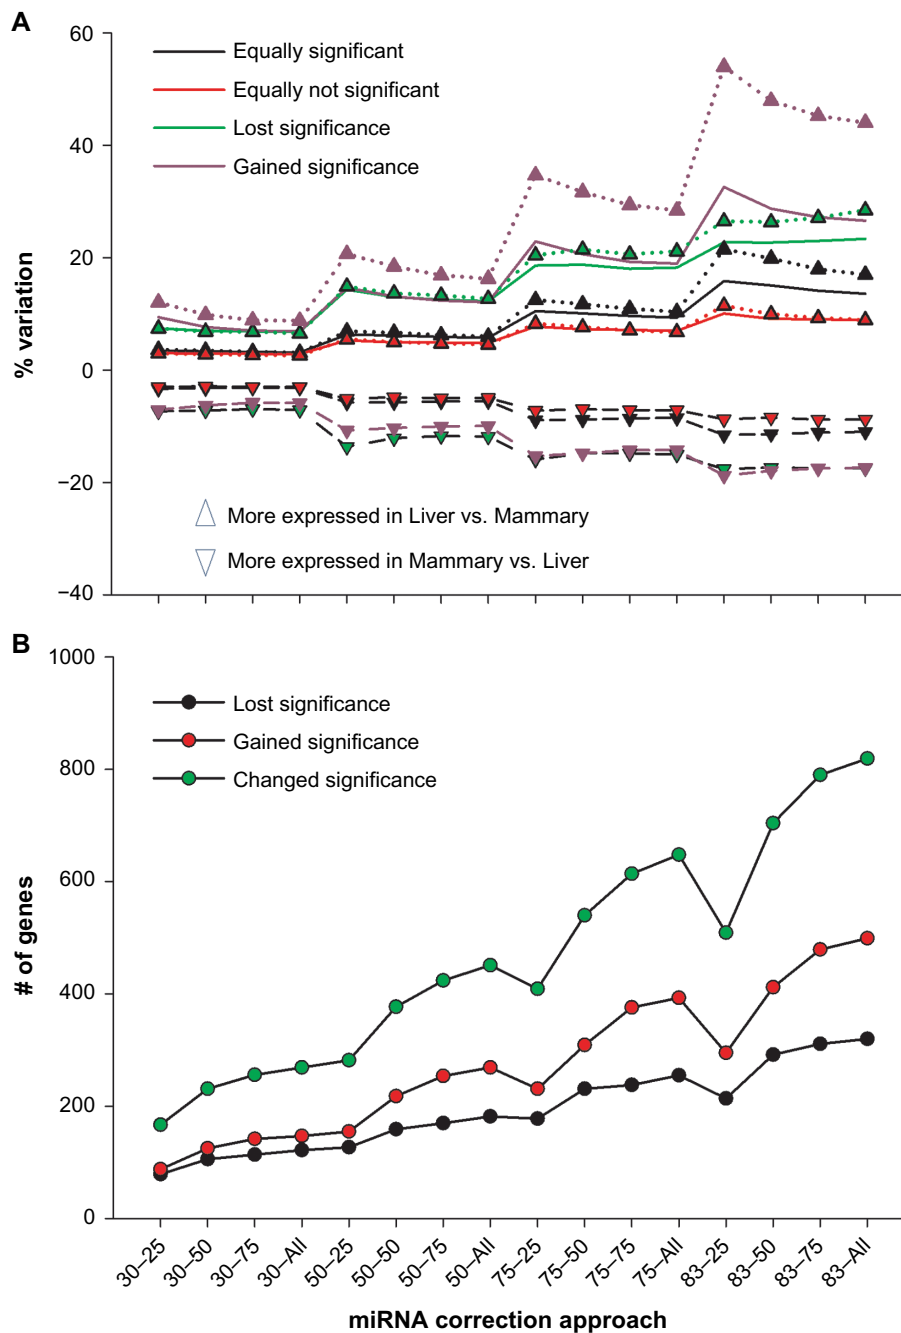 A
60
40
20
0
−20
−40
% variation
Equally significant
Equally not significant
Lost significance
Gained significance
More expressed in Liver vs. Mammary
More expressed in Mammary vs. Liver
B
1000
800
600
400
200
0
# of genes
Lost significance
Gained significance
Changed significance
30–25
30–50
30–75
30–All
50–25
50–50
50–75
50–All
75–25
75–50
75–75
75–All
83–25
83–50
83–75
83–All
miRNA correction approach